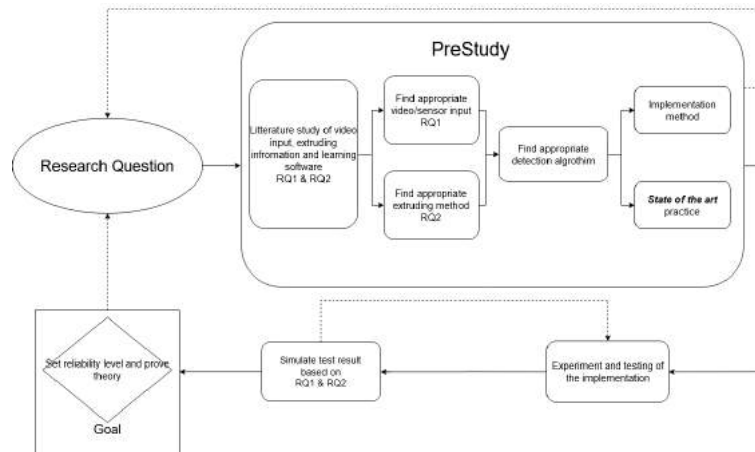 PreStudy
Research Question
Litterature study of video
input, extruding
infromation and learning
software
RQ1 & RQ2
Find appropriate
video/sensor input
RQ1
Find appropriate
extruding method
RQ2
Find appropriate
detection algrothim
Implementation
method
State of the art
practice
Set reliability level and prove
theory
Goal
Simulate test result
based on
RQ1 & RQ2
Experiment and testing of
the implementation